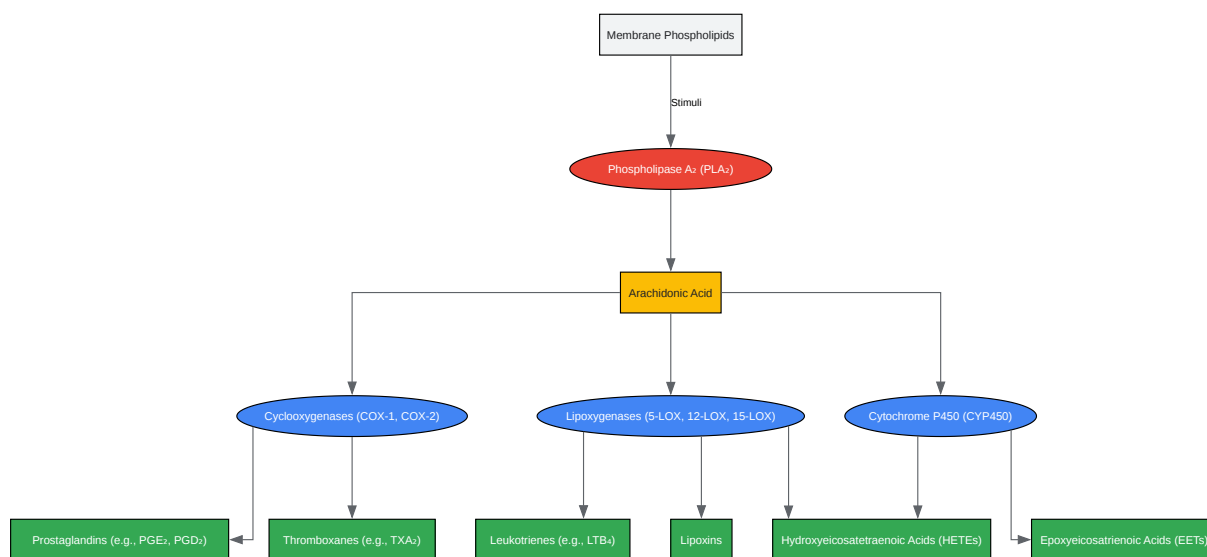 Membrane Phospholipids
Stimuli
Phospholipase A₂ (PLA₂)
Arachidonic Acid
Cyclooxygenases (COX-1, COX-2)
Lipoxygenases (5-LOX, 12-LOX, 15-LOX)
Cytochrome P450 (CYP450)
Prostaglandins (e.g., PGE₂, PGD₂)
Thromboxanes (e.g., TXA₂)
Leukotrienes (e.g., LTB₄)
Lipoxins
Hydroxyeicosatetraenoic Acids (HETEs)
Epoxyeicosatrienoic Acids (EETs)